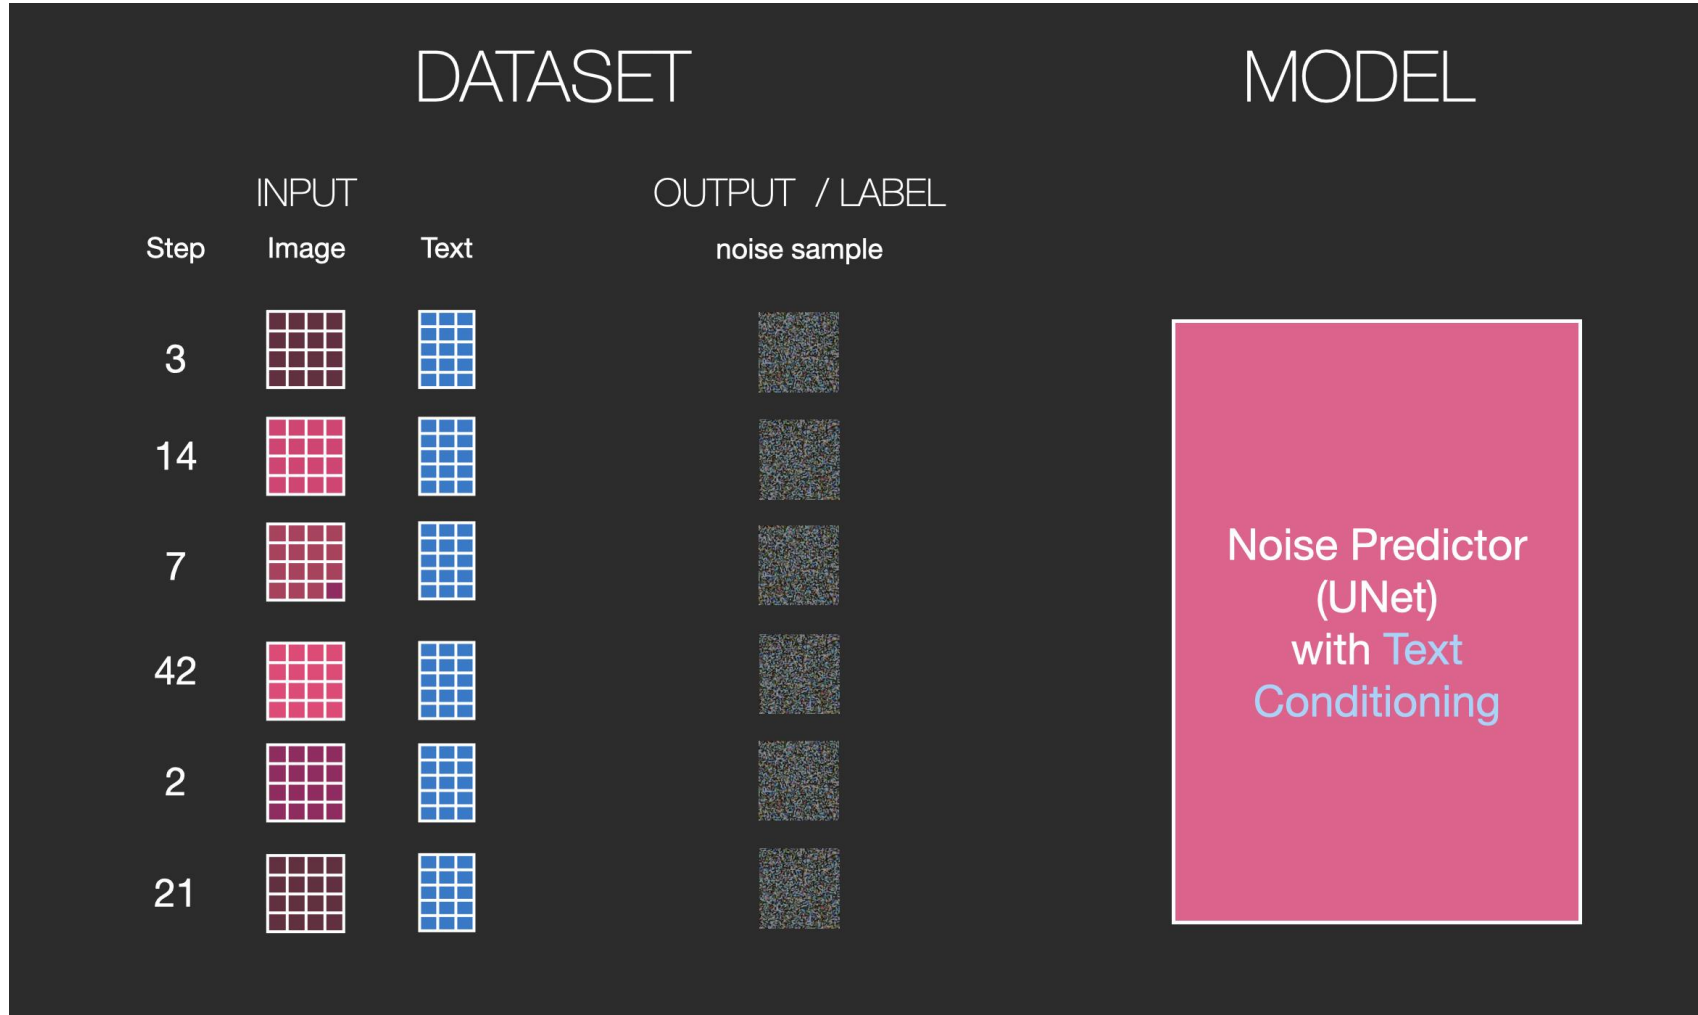 DATASET
MODEL
INPUT
OUTPUT / LABEL
Step Image Text
noise sample
3
14
7
42
2
21
Noise Predictor
(UNet)
with Text
Conditioning